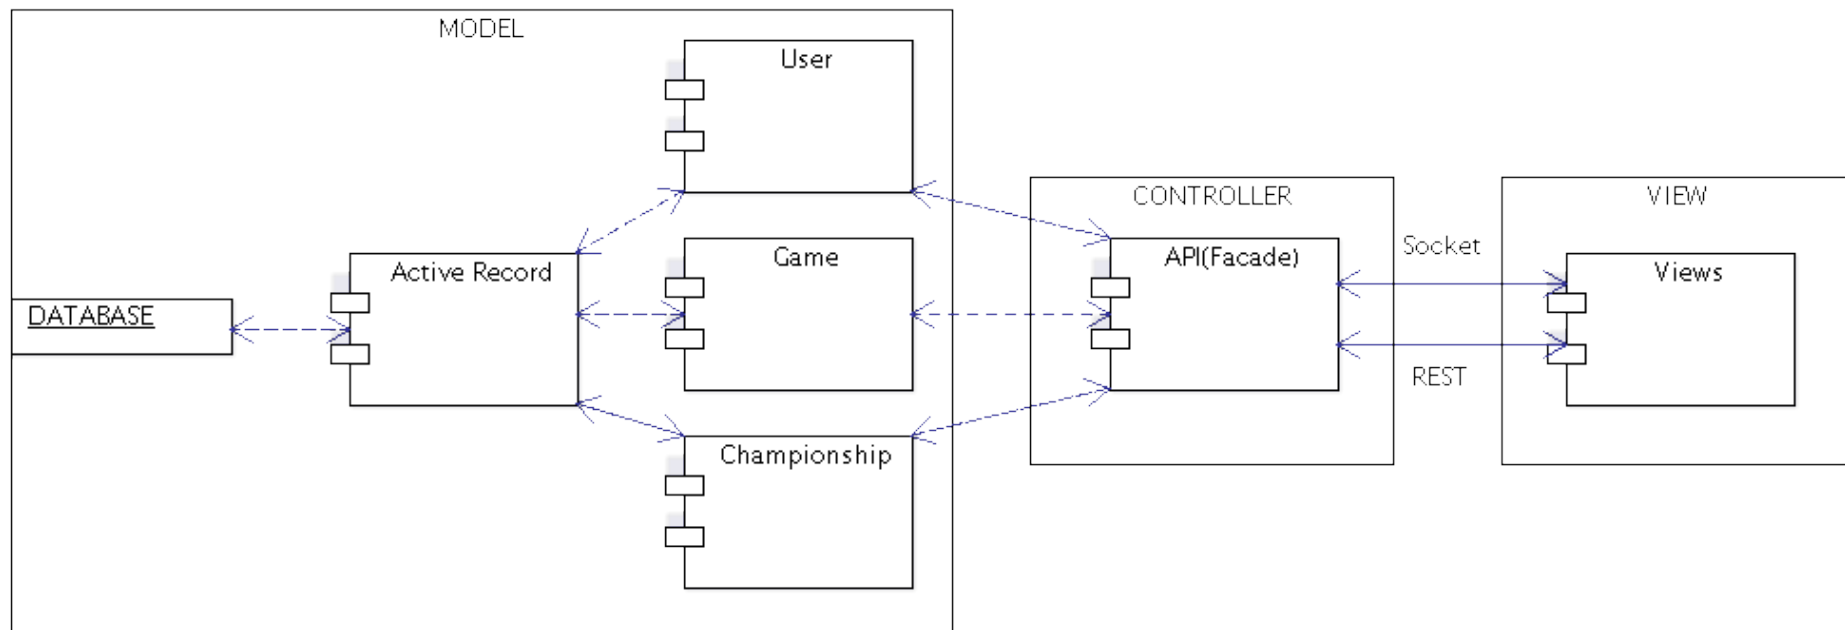 MODEL
User
CONTROLLER
VIEW
Socket
Game
API(Facade)
Active Record
Views
DATABASE
REST
Championship